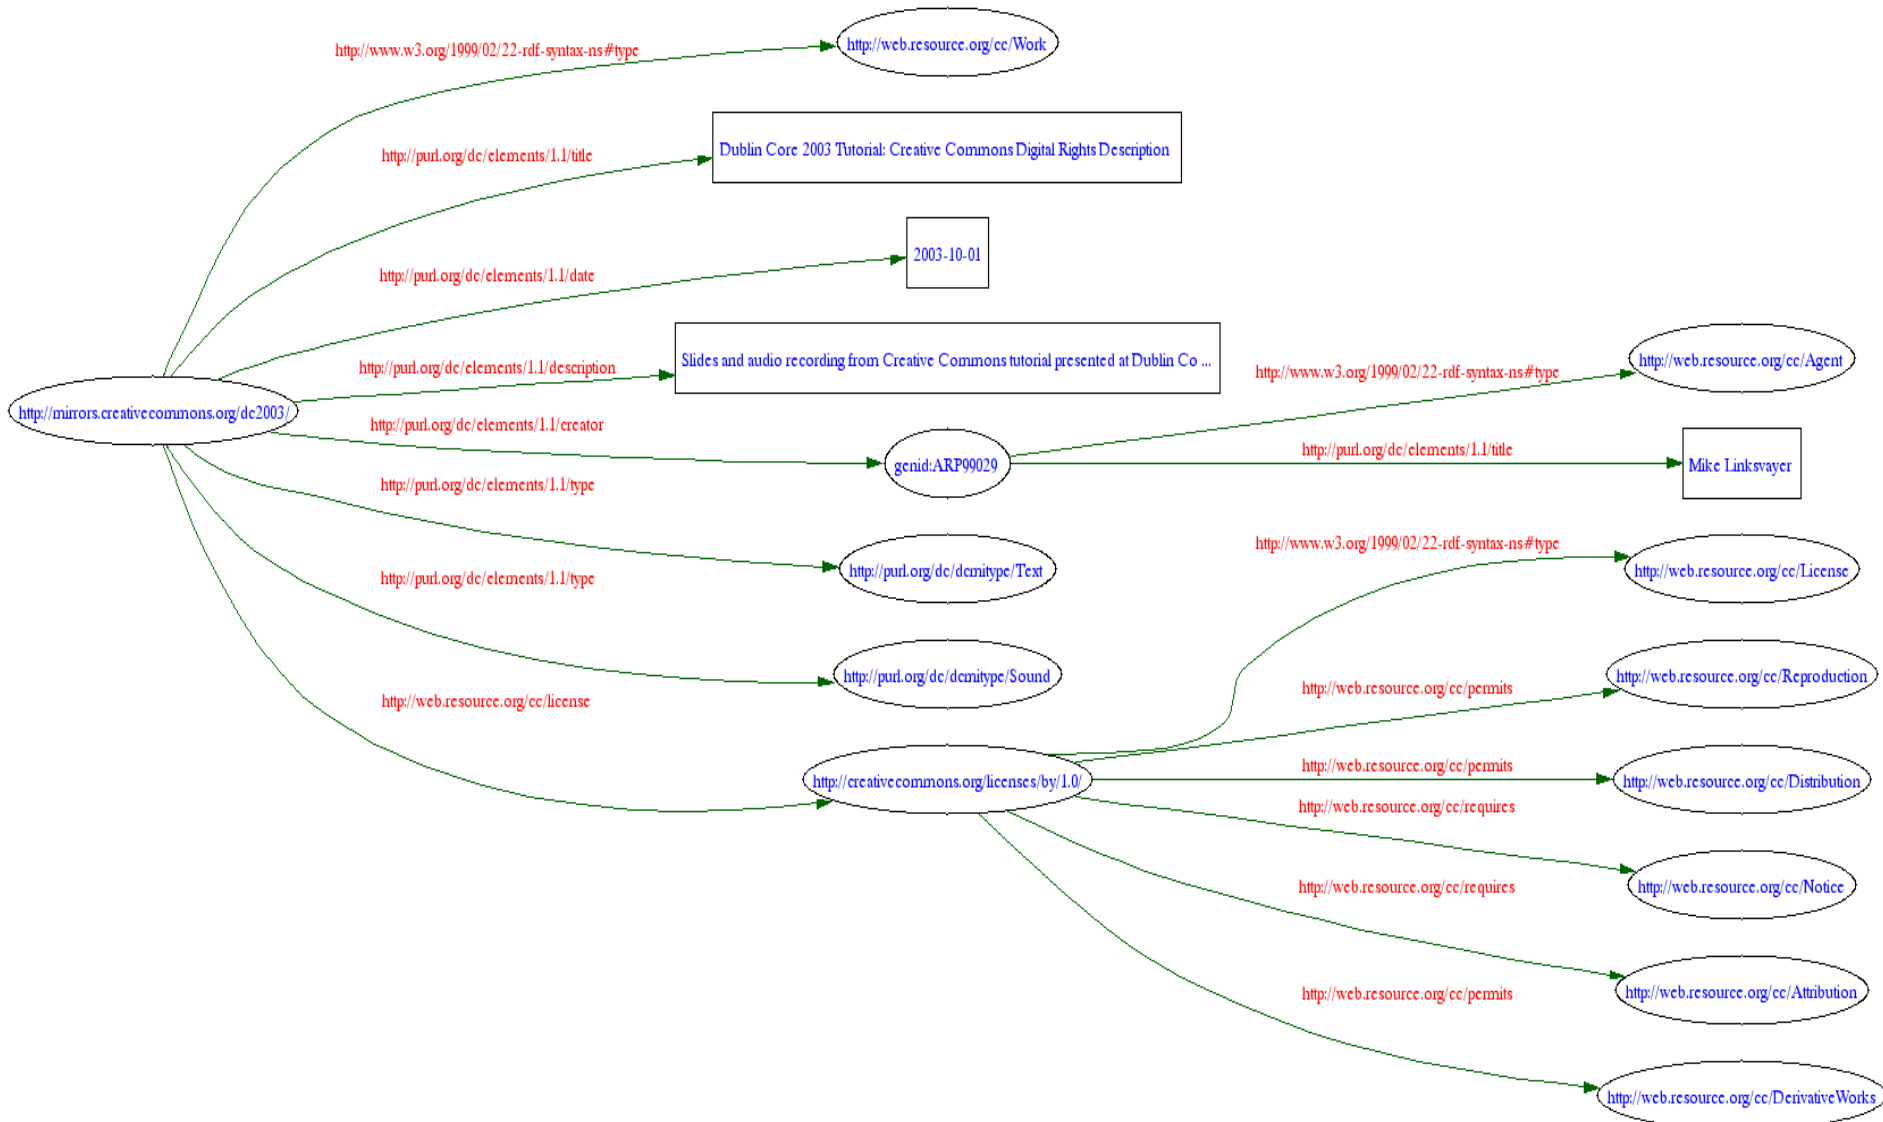 http://www.w3.org/1999/02/22-rdf-syntax-ns#type
http://web.resource.org/cc/Work
http://purl.org/dc/elements/1.1/title
Dublin Core 2003 Tutorial: Creative Commons Digital Rights Description
http://purl.org/dc/elements/1.1/date
2003-10-01
http://purl.org/dc/elements/1.1/description
Slides and audio recording from Creative Commons tutorial presented at Dublin Co ...
http://www.w3.org/1999/02/22-rdf-syntax-ns#type
http://web.resource.org/cc/Agent
http://mirrors.creativecommons.org/dc2003/
http://purl.org/dc/elements/1.1/creator
genid:ARP99029
http://purl.org/dc/elements/1.1/title
Mike Linksvayer
http://purl.org/dc/elements/1.1/type
http://purl.org/dc/dcmitype/Text
http://www.w3.org/1999/02/22-rdf-syntax-ns#type
http://web.resource.org/cc/License
http://purl.org/dc/elements/1.1/type
http://purl.org/dc/dcmitype/Sound
http://web.resource.org/cc/permits
http://web.resource.org/cc/Reproduction
http://web.resource.org/cc/license
http://creativecommons.org/licenses/by/1.0/
http://web.resource.org/cc/permits
http://web.resource.org/cc/Distribution
http://web.resource.org/cc/requires
http://web.resource.org/cc/Notice
http://web.resource.org/cc/requires
http://web.resource.org/cc/Attribution
http://web.resource.org/cc/permits
http://web.resource.org/cc/DerivativeWorks